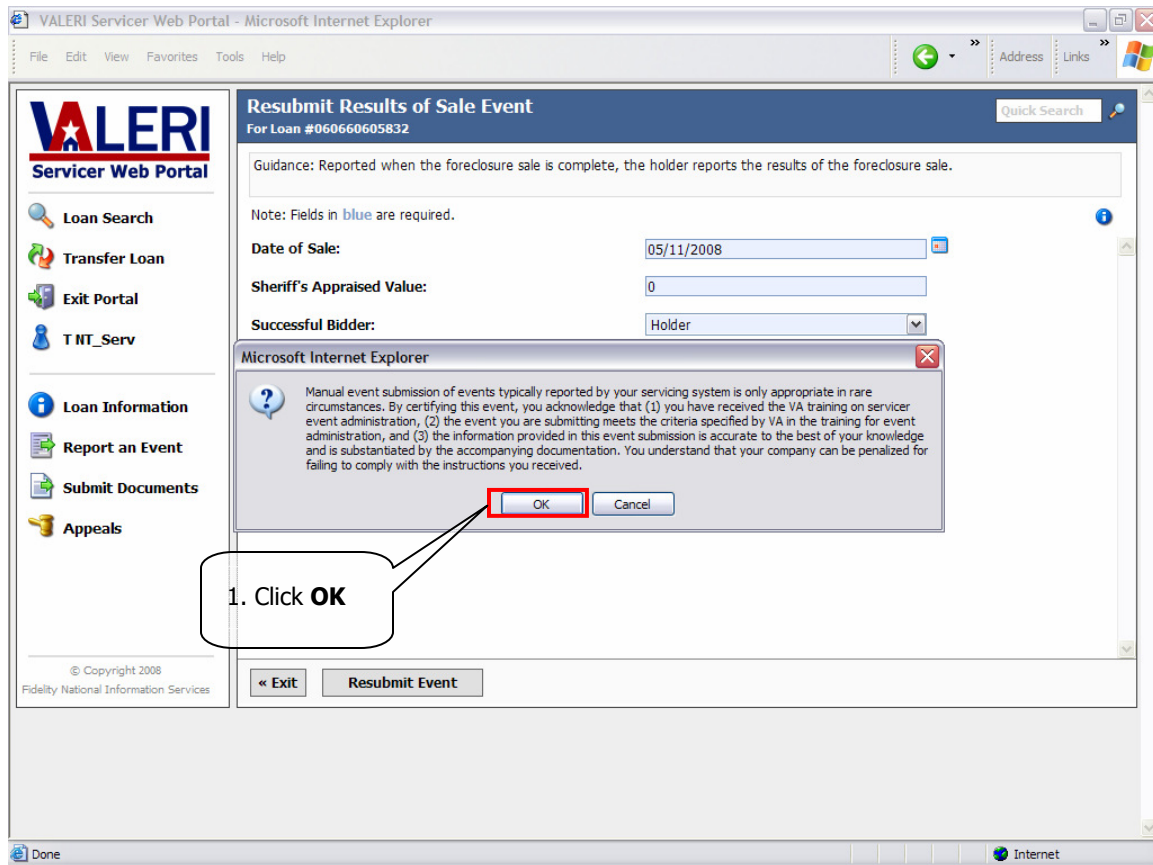 VALERI Servicer Web Portal - Microsoft Internet Explorer
File Edit View Favorites Tools Help
» Address Links »
VALERI
Servicer Web Portal
Loan Search
Transfer Loan
Exit Portal
T NT_Serv
Loan Information
Report an Event
Submit Documents
Appeals
© Copyright 2008
Fidelity National Information Services
Resubmit Results of Sale Event
For Loan #060660605832
Quick Search
Guidance: Reported when the foreclosure sale is complete, the holder reports the results of the foreclosure sale.
Note: Fields in blue are required.
Date of Sale: 05/11/2008
Sheriff's Appraised Value: 0
Successful Bidder: Holder
Microsoft Internet Explorer
Manual event submission of events typically reported by your servicing system is only appropriate in rare
circumstances. By certifying this event, you acknowledge that (1) you have received the VA training on servicer
event administration, (2) the event you are submitting meets the criteria specified by VA in the training for event
administration, and (3) the information provided in this event submission is accurate to the best of your knowledge
and is substantiated by the accompanying documentation. You understand that your company can be penalized for
failing to comply with the instructions you received.
OK Cancel
1. Click OK
« Exit Resubmit Event
Done Internet